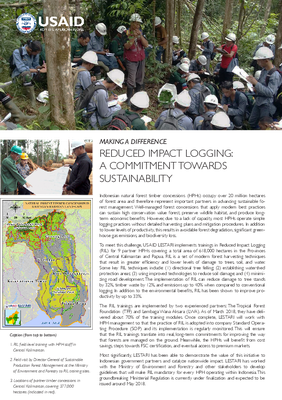 USAID
FROM THE AMERICAN PEOPLE
MAKING A DIFFERENCE
REDUCED IMPACT LOGGING:
A COMMITMENT TOWARDS
SUSTAINABILITY
Indonesian natural forest timber concessions (HPHs) occupy over 20 million hectares
of forest area and therefore represent important partners in advancing sustainable for-
est management. Well-managed forest concessions that apply modern best practices
can sustain high conservation value forest, preserve wildlife habitat, and produce long-
term economic benefits. However, due to a lack of capacity, most HPHs operate simple
logging practices, without detailed harvesting plans and mitigation procedures. In addition
to lower levels of productivity, this results in avoidable forest degradation, significant green-
house gas emissions, and biodiversity loss.
To meet this challenge, USAID LESTARI implements trainings in Reduced Impact Logging
(RIL) for 9 partner HPHs covering a total area of 618,000 hectares in the Provinces
of Central Kalimantan and Papua. RIL is a set of modern forest harvesting techniques
that result in greater efficiency and lower levels of damage to trees, soil, and water.
Some key RIL techniques include: (1) directional tree felling; (2) establishing watershed
protection areas; (3) using improved technologies to reduce soil damage; and (4) minimi-
zing road development. The implementation of RIL can reduce damage to tree stands
by 32%, timber waste by 12%, and emissions up to 40% when compared to conventional
logging. In addition to the environmental benefits, RIL has been shown to improve pro-
ductivity by up to 33%.
The RIL trainings are implemented by two experienced partners: The Tropical Forest
Foundation (TFF) and Lembaga Wana Aksara (LWA). As of March 2018, they have deli-
vered about 70% of the training modules. Once complete, LESTARI will work with
HPH management so that the practice of RIL is adopted into company Standard Opera-
ting Procedure (SOP) and its implementation is regularly monitored. This will ensure
that the RIL trainings translate into real, long-term commitments for improving the way
that forests are managed on the ground. Meanwhile, the HPHs will benefit from cost
savings, steps towards FSC certification, and eventual access to premium markets.
Most significantly, LESTARI has been able to demonstrate the value of this initiative to
Indonesian government partners and catalyze nation-wide impact. LESTARI has worked
with the Ministry of Environment and Forestry and other stakeholders to develop
guidelines that will make RIL mandatory for every HPH operating within Indonesia. This
groundbreaking Ministerial Regulation is currently under finalization and expected to be
issued around May 2018.
Caption (from top to bottom)
1. RIL field-level training with HPH staff in
Central Kalimantan.
2. Field visit by Director-General of Sustainable
Production Forest Management at the Ministry
of Environment and Forestry on RIL training sites.
3. Locations of partner timber concessions in
Central Kalimantan, covering
hectares (indicated in red).